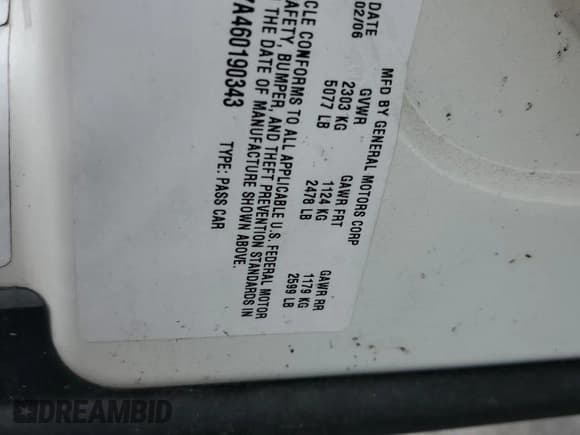 MFD BY GENERAL MOTORS CORP
DATE GVWR GAWR FRT GAWR RR
02/06 2303 KG 1124 KG 1179 KG
5077 LB 2478 LB 2599 LB
CLE CONFORMS TO ALL APPLICABLE U.S. FEDERAL MOTOR
AFETY, BUMPER, AND THEFT PREVENTION STANDARDS IN
THE DATE OF MANUFACTURE SHOWN ABOVE.
7A460190343 TYPE: PASS CAR
DREAMBID